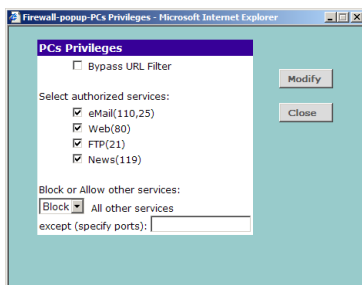 Firewall-popup-PCs Privileges - Microsoft Internet Explorer
PCs Privileges
Bypass URL Filter
Modify
Select authorized services:
eMail(110,25)
Close
Web(80)
FTP(21)
News(119)
Block or Allow other services:
Block All other services
except (specify ports):